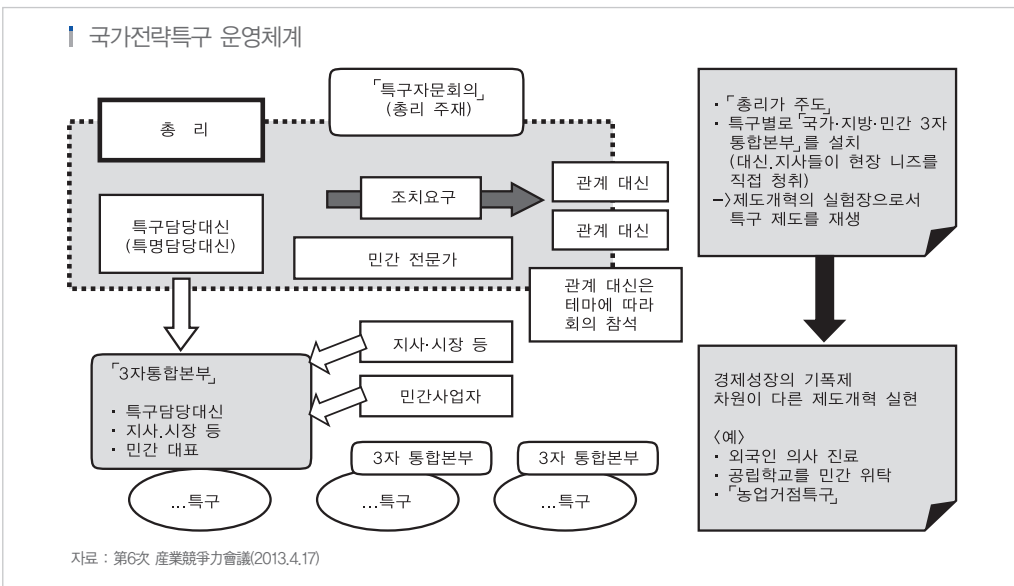 국가전략특구 운영체계
「특구자문회의」
(총리 주재)
총 리
특구담당대신
(특명담당대신)
조치요구
민간 전문가
관계 대신
관계 대신
관계 대신은
테마에 따라
회의 참석
지사·시장 등
민간사업자
「3자통합본부」
· 특구담당대신
· 지사.시장 등
· 민간 대표
...특구
3자 통합본부
...특구
3자 통합본부
...특구
· 「총리가 주도」
· 특구별로 「국가·지방·민간 3자
통합본부」를 설치
(대신.지사들이 현장 니즈를
직접 청취)
-〉제도개혁의 실험장으로서
특구 제도를 재생
경제성장의 기폭제
차원이 다른 제도개혁 실현
〈예〉
· 외국인 의사 진료
· 공립학교를 민간 위탁
· 「농업거점특구」
자료 : 第6次 産業競爭力會議(2013.4.17)